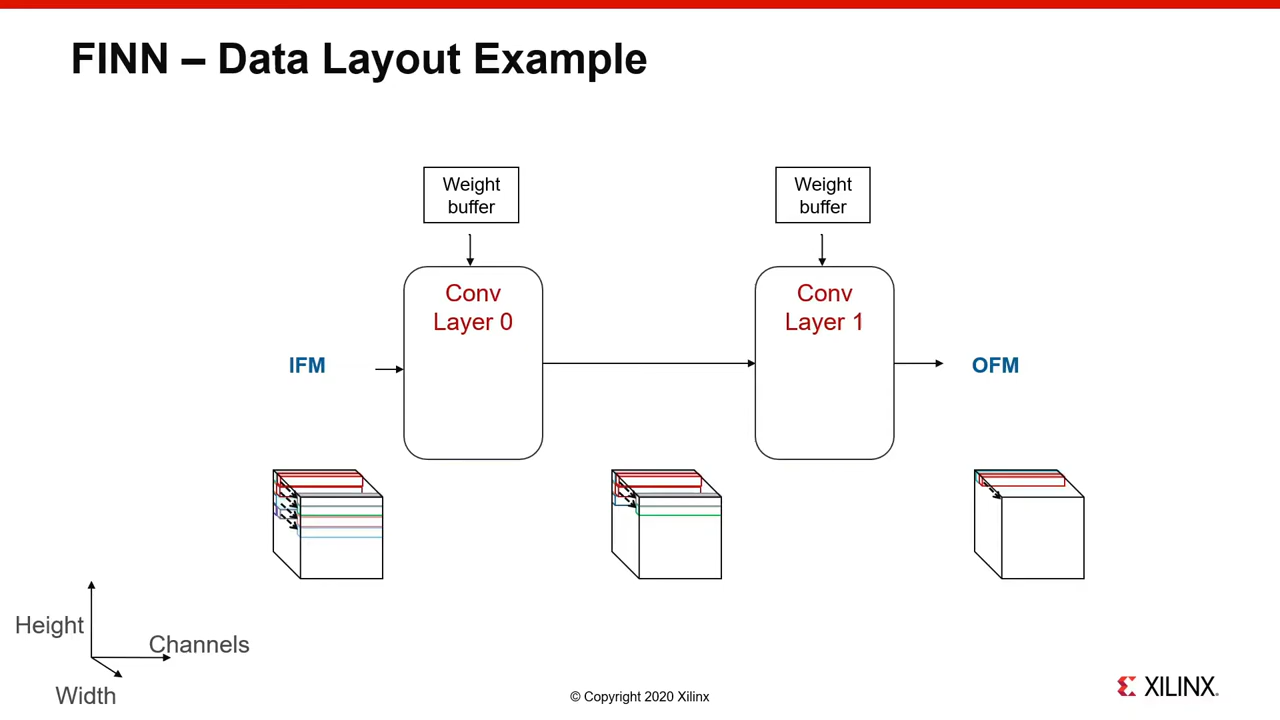 FINN – Data Layout Example
Weight
buffer
Weight
buffer
Conv
Layer 0
Conv
Layer 1
IFM
OFM
Height
Channels
Width
© Copyright 2020 Xilinx
XILINX.